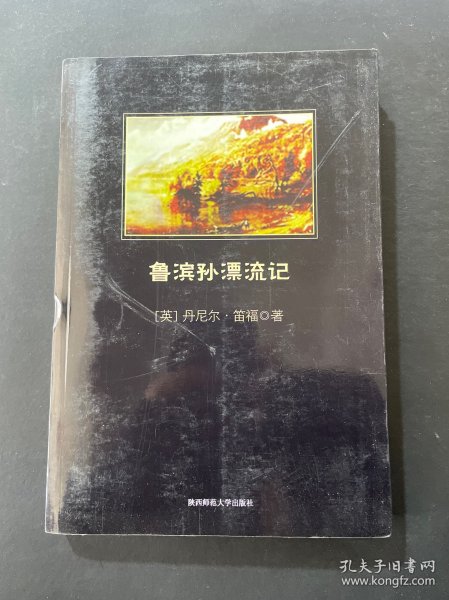 鲁滨孙漂流记
[英] 丹尼尔·笛福◎著
陕西师范大学出版社
孔夫子旧书网
www.kongfz.com